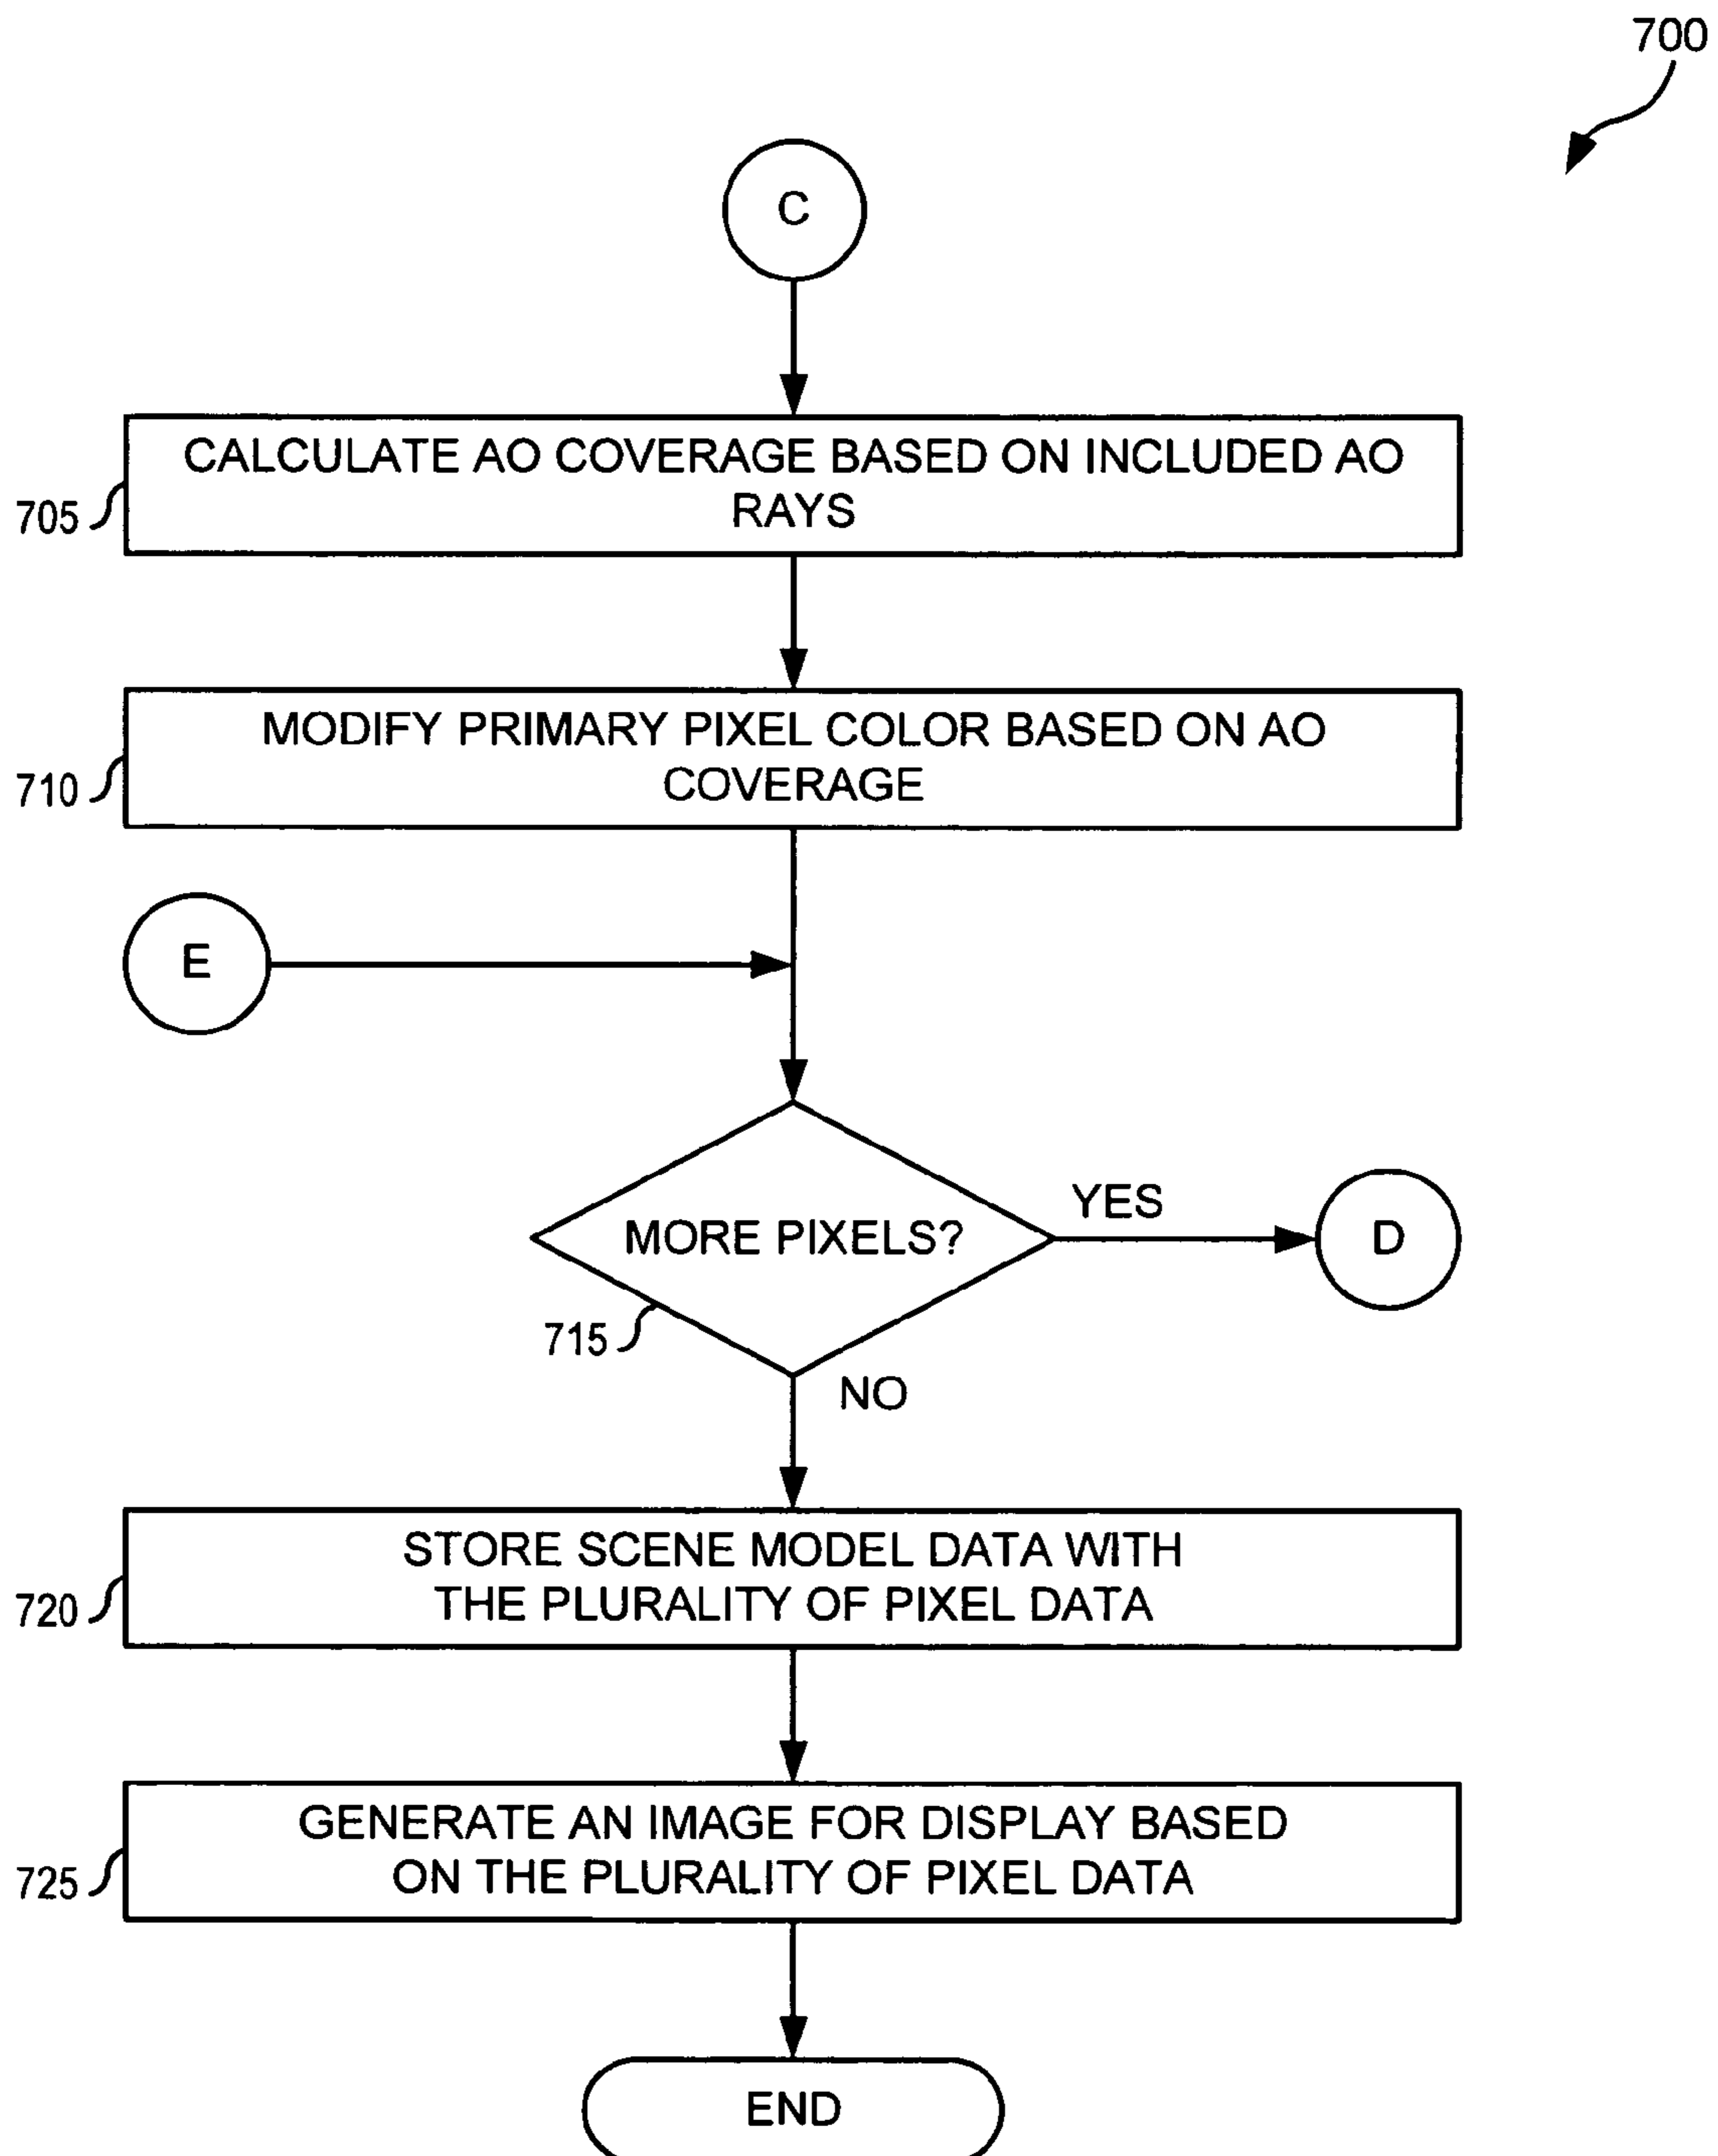 700
C
CALCULATE AO COVERAGE BASED ON INCLUDED AO
RAYS
705
MODIFY PRIMARY PIXEL COLOR BASED ON AO
COVERAGE
710
E
MORE PIXELS?
YES
D
715
NO
STORE SCENE MODEL DATA WITH
THE PLURALITY OF PIXEL DATA
720
GENERATE AN IMAGE FOR DISPLAY BASED
ON THE PLURALITY OF PIXEL DATA
725
END